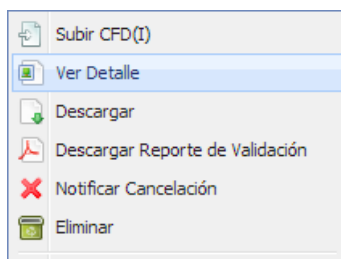 Subir CFD(I)
Ver Detalle
Descargar
Descargar Reporte de Validación
Notificar Cancelación
Eliminar